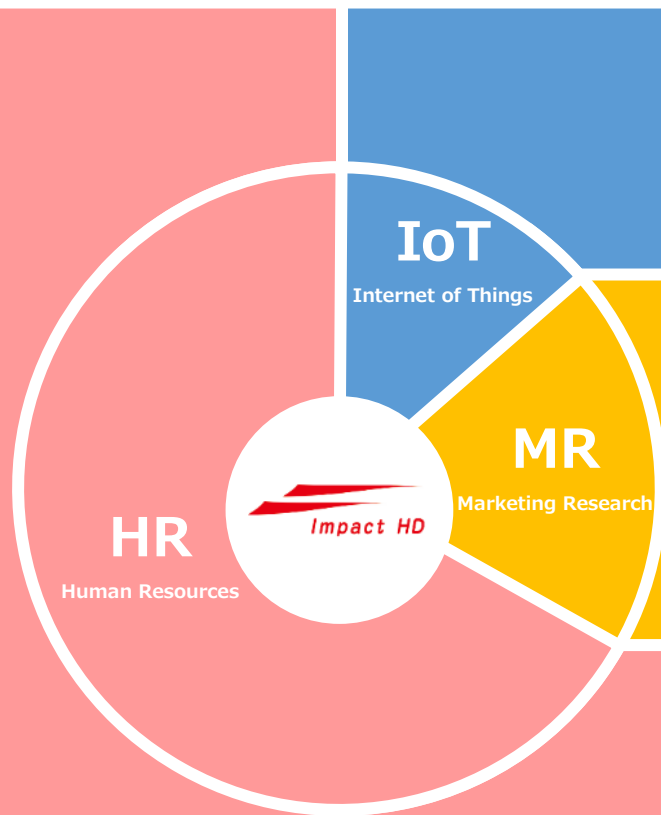 IoT
Internet of Things
MR
Marketing Research
Impact HD
HR
Human Resources